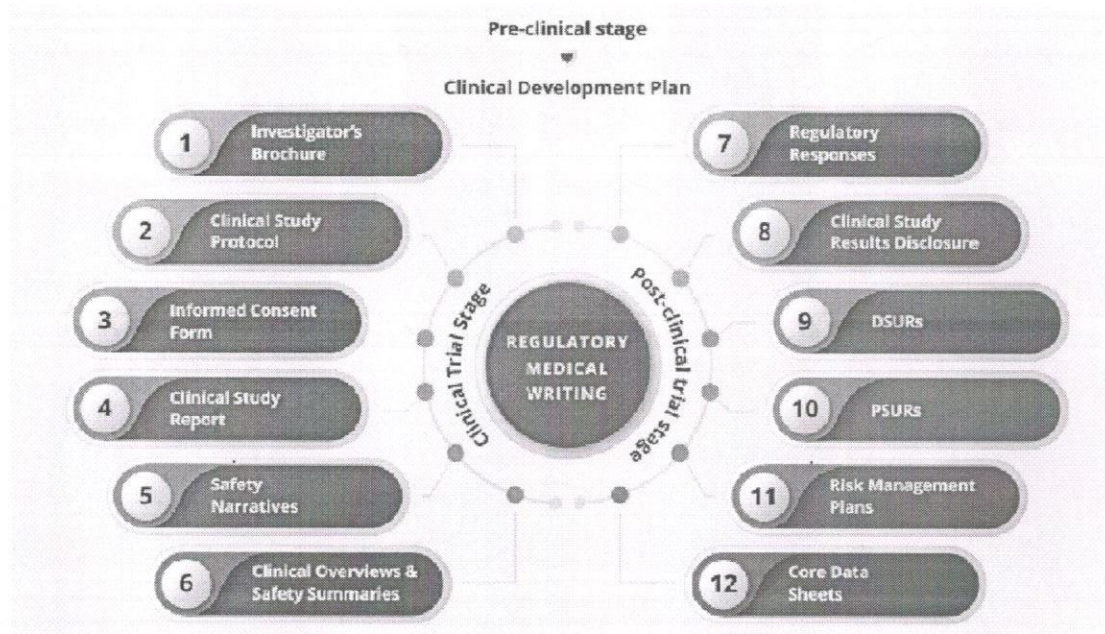 Pre-clinical stage
Clinical Development Plan
1
Investigator's
Brochure
2
Clinical Study
Protocol
3
Informed Consent
Form
4
Clinical Study
Report
5
Safety
Narratives
6
Clinical Overviews &
Safety Summaries
Clinical Trial Stage
REGULATORY
MEDICAL
WRITING
Post-clinical trial stage
7
Regulatory
Responses
8
Clinical Study
Results Disclosure
9
DSURs
10
PSURs
11
Risk Management
Plans
12
Core Data
Sheets